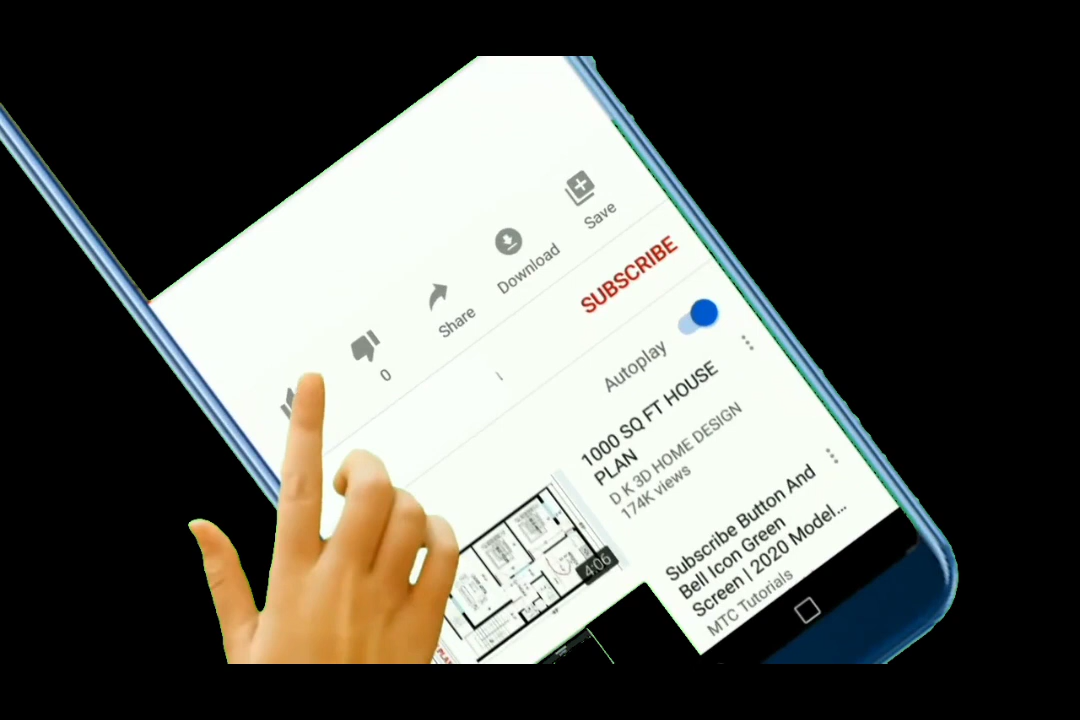 Save
Download
Share
0
SUBSCRIBE
Autoplay
1000 SQ FT HOUSE
PLAN
D K 3D HOME DESIGN
174K views
4:06
Subscribe Button And
Bell Icon Green
Screen | 2020 Model...
MTC Tutorials